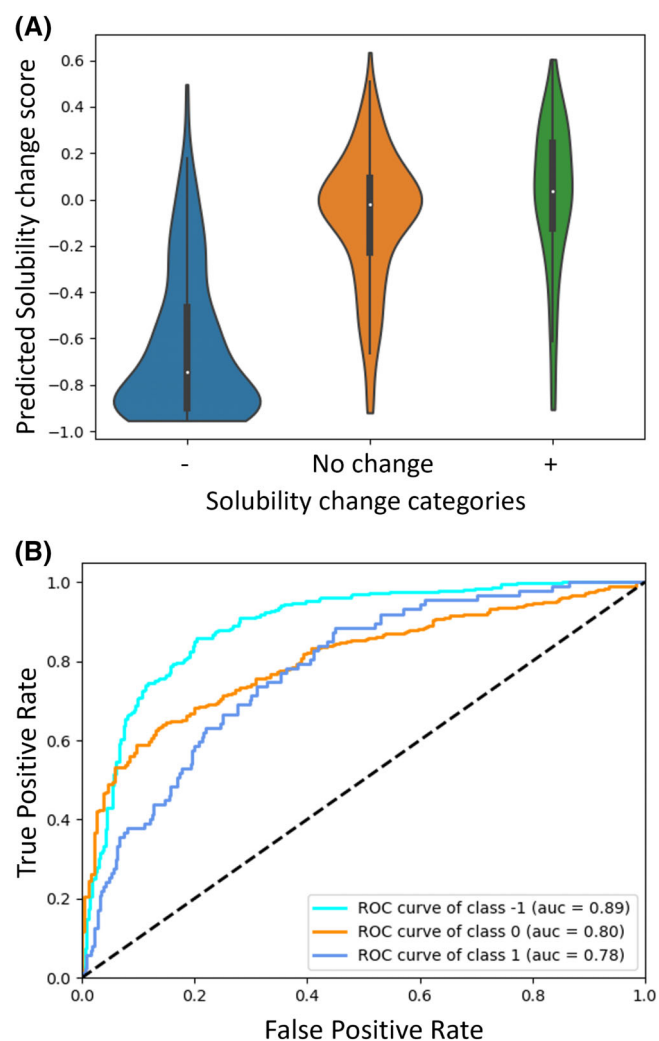 (A)
Predicted Solubility change score
0.6
0.4
0.2
0.0
−0.2
−0.4
−0.6
−0.8
−1.0
- No change +
Solubility change categories
(B)
True Positive Rate
1.0
0.8
0.6
0.4
0.2
0.0
ROC curve of class -1 (auc = 0.89)
ROC curve of class 0 (auc = 0.80)
ROC curve of class 1 (auc = 0.78)
0.0 0.2 0.4 0.6 0.8 1.0
False Positive Rate